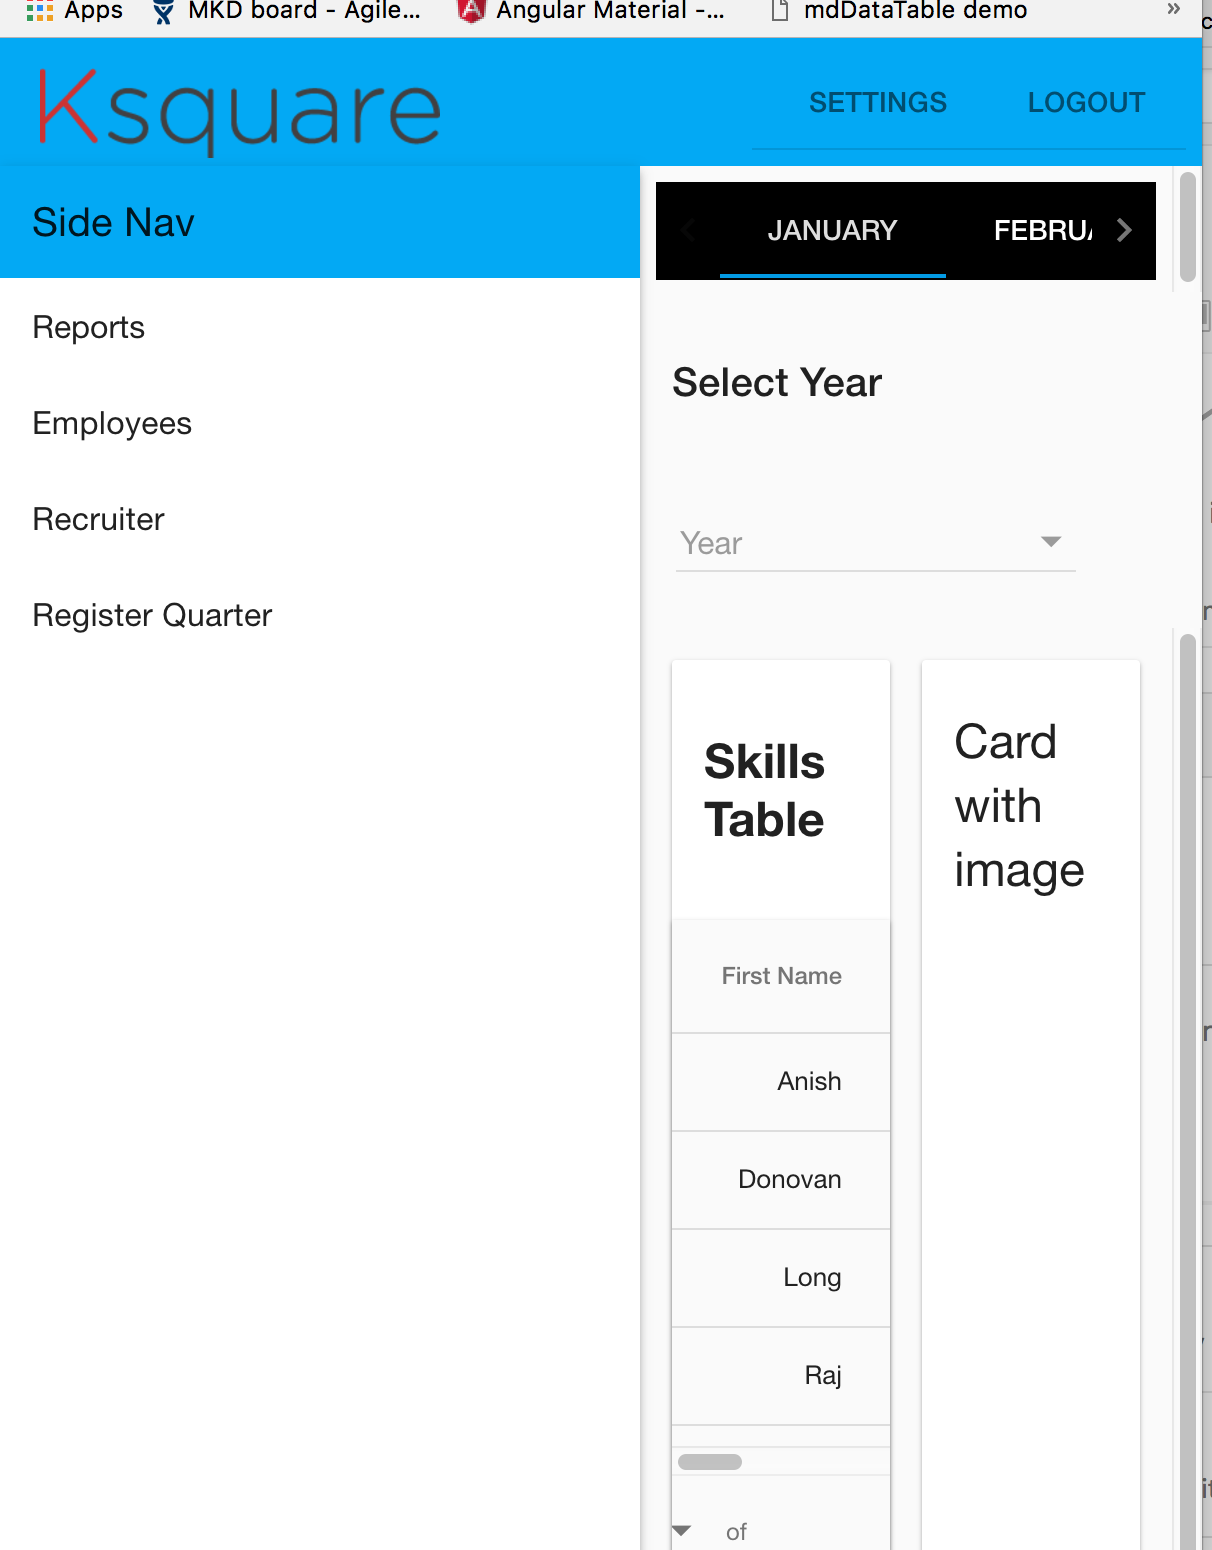 Apps MKD board - Agile... Angular Material -... mdDataTable demo »
Ksquare
SETTINGS LOGOUT
Side Nav
JANUARY FEBRUA
Reports
Select Year
Employees
Recruiter
Year
Register Quarter
Skills
Table
Card
with
image
First Name
Anish
Donovan
Long
Raj
of